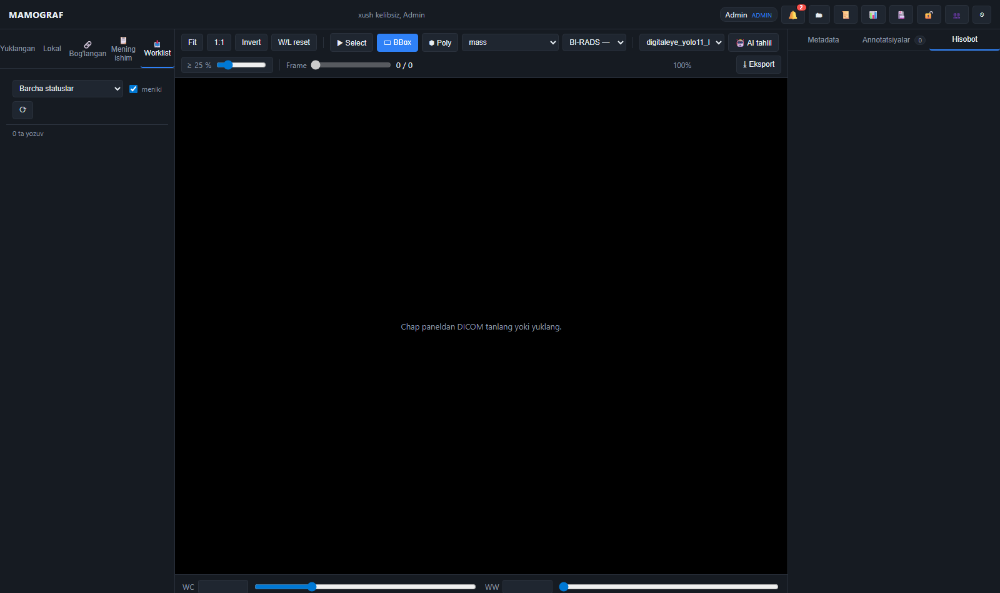 MAMOGRAF
xush kelibsiz, Admin
Admin ADMIN
2
Yuklangan
Lokal
Bog'langan
Mening
ishim
Worklist
Fit
1:1
Invert
W/L reset
Select
BBox
Poly
mass
BI-RADS —
digitaleye_yolo11_l
AI tahlil
≥ 25 %
Frame
0 / 0
100%
Eksport
Metadata
Annotatsiyalar 0
Hisobot
Barcha statuslar
meniki
0 ta yozuv
Chap paneldan DICOM tanlang yoki yuklang.
WC
WW